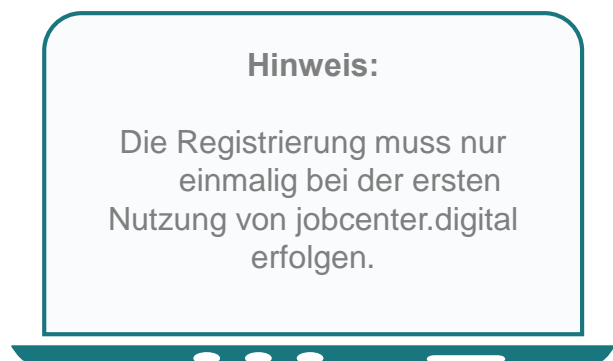 Hinweis:
Die Registrierung muss nur
einmalig bei der ersten
Nutzung von jobcenter.digital
erfolgen.